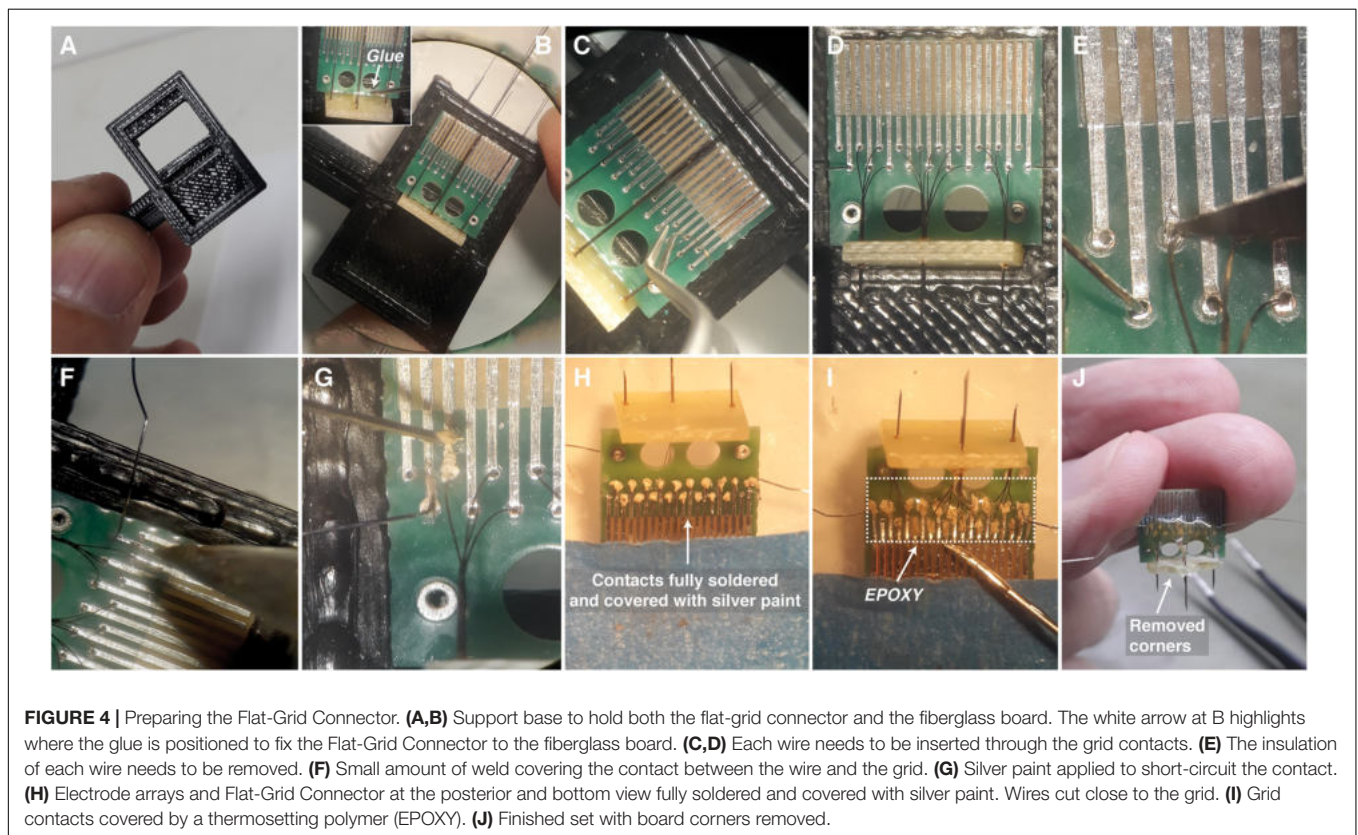 A
B
Glue
C
D
E
F
G
H
Contacts fully soldered
and covered with silver paint
I
EPOXY
J
Removed
corners
FIGURE 4 | Preparing the Flat-Grid Connector. (A,B) Support base to hold both the flat-grid connector and the fiberglass board. The white arrow at B highlights
where the glue is positioned to fix the Flat-Grid Connector to the fiberglass board. (C,D) Each wire needs to be inserted through the grid contacts. (E) The insulation
of each wire needs to be removed. (F) Small amount of weld covering the contact between the wire and the grid. (G) Silver paint applied to short-circuit the contact.
(H) Electrode arrays and Flat-Grid Connector at the posterior and bottom view fully soldered and covered with silver paint. Wires cut close to the grid. (I) Grid
contacts covered by a thermosetting polymer (EPOXY). (J) Finished set with board corners removed.